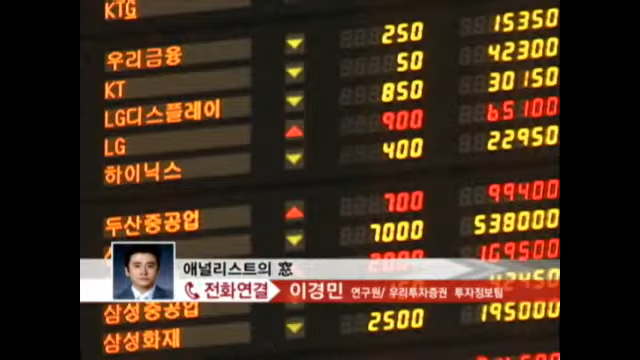 KTG
우리금융 ▼ 250 15350
KT ▼ 50 42300
LG디스플레이 ▼ 850 30150
LG ▲ 900 65100
하이닉스 ▼ 400 22950
두산중공업 ▲ 700 99400
▼ 7000 538000
169500
삼성중공업
삼성화재 ▼ 2500 195000
애널리스트의 窓
전화연결 이경민 연구원/ 우리투자증권 투자정보팀